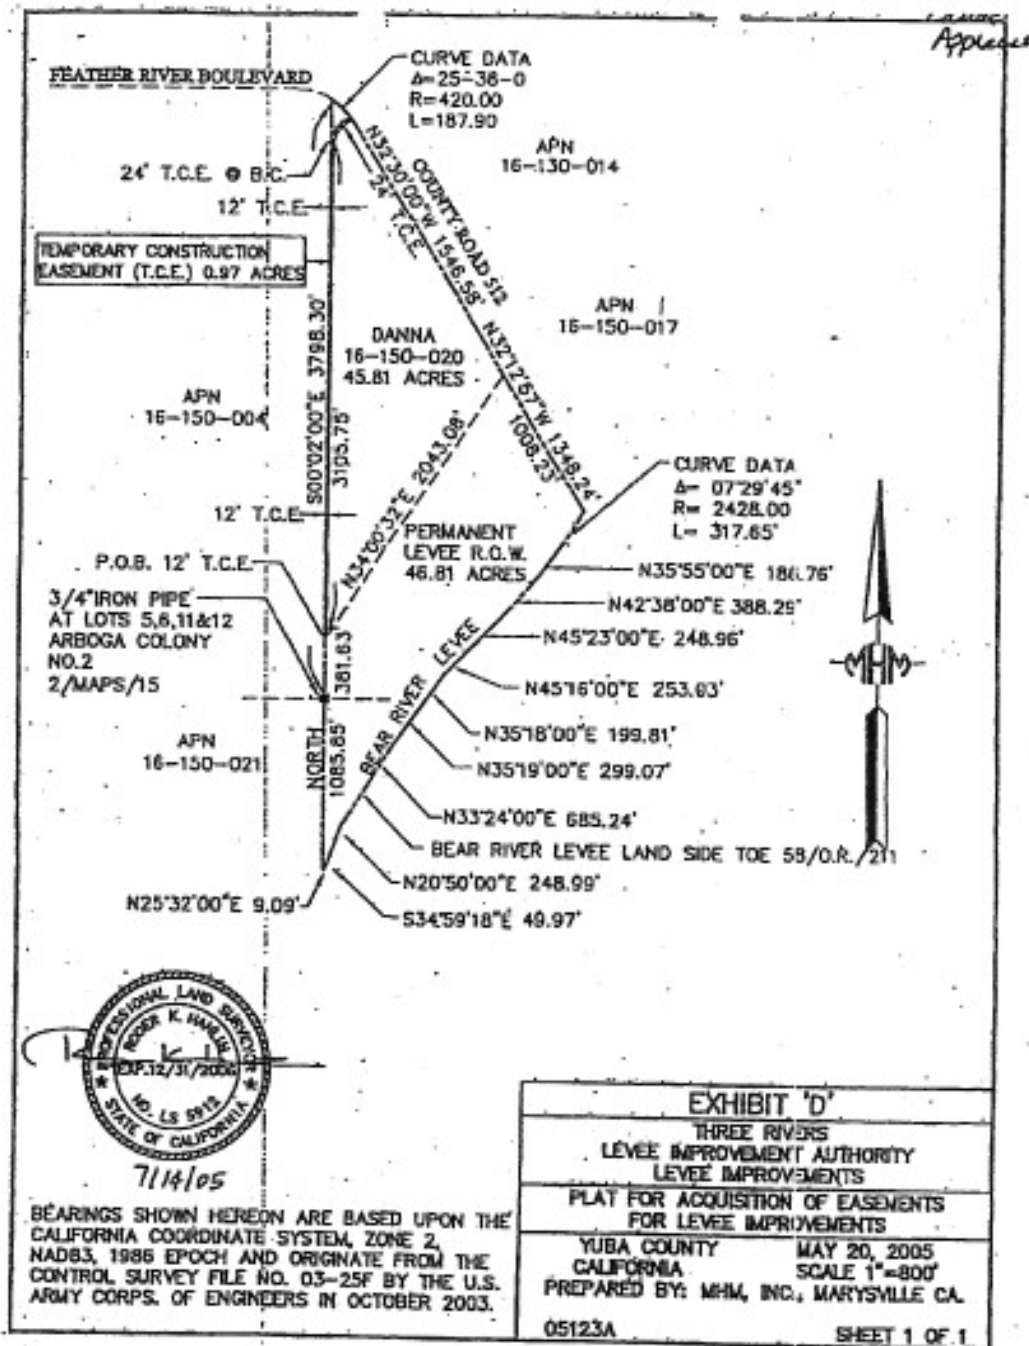 FEATHER RIVER BOULEVARD
CURVE DATA
Δ=25-38-0
R=420.00
L=187.90
APN
16-130-014
24' T.C.E. @ B.C.
12' T.C.E.
N32°30'00"W 1546.58'
24' T.C.E.
COUNTY ROAD S12
TEMPORARY CONSTRUCTION
EASEMENT (T.C.E.) 0.97 ACRES
APN
16-150-017
DANNA
16-150-020
45.81 ACRES
S00°02'00"E 3798.30'
3105.75'
APN
16-150-004
N32°12'57"W 1348.24'
1008.23'
N34°00'32"E 2043.08'
CURVE DATA
Δ= 07°29'45"
R= 2428.00
L= 317.65'
12' T.C.E.
PERMANENT
LEVEE R.O.W.
46.81 ACRES
P.O.B. 12' T.C.E.
N35°55'00"E 186.76'
3/4"IRON PIPE
AT LOTS 5,6,11&12
ARBOGA COLONY
NO.2
2/MAPS/15
N42°38'00"E 388.29'
N45°23'00"E 248.96'
381.63'
BEAR RIVER LEVEE
N45°16'00"E 253.63'
APN
16-150-021
NORTH
1085.85'
N35°18'00"E 199.81'
N35°19'00"E 299.07'
N33°24'00"E 685.24'
BEAR RIVER LEVEE LAND SIDE TOE 58/O.R./211
N20°50'00"E 248.99'
N25°32'00"E 9.09'
S34°59'18"E 49.97'
MHM
PROFESSIONAL LAND SURVEYOR
K. HANLIN
EXP.12/31/2006
NO. LS 5912
STATE OF CALIFORNIA
7/14/05
BEARINGS SHOWN HEREON ARE BASED UPON THE
CALIFORNIA COORDINATE SYSTEM, ZONE 2,
NAD83, 1986 EPOCH AND ORIGINATE FROM THE
CONTROL SURVEY FILE NO. 03-25F BY THE U.S.
ARMY CORPS. OF ENGINEERS IN OCTOBER 2003.
EXHIBIT 'D'
THREE RIVERS
LEVEE IMPROVEMENT AUTHORITY
LEVEE IMPROVEMENTS
PLAT FOR ACQUISITION OF EASEMENTS
FOR LEVEE IMPROVEMENTS
YUBA COUNTY MAY 20, 2005
CALIFORNIA SCALE 1"=800'
PREPARED BY: MHM, INC., MARYSVILLE CA.
05123A SHEET 1 OF 1